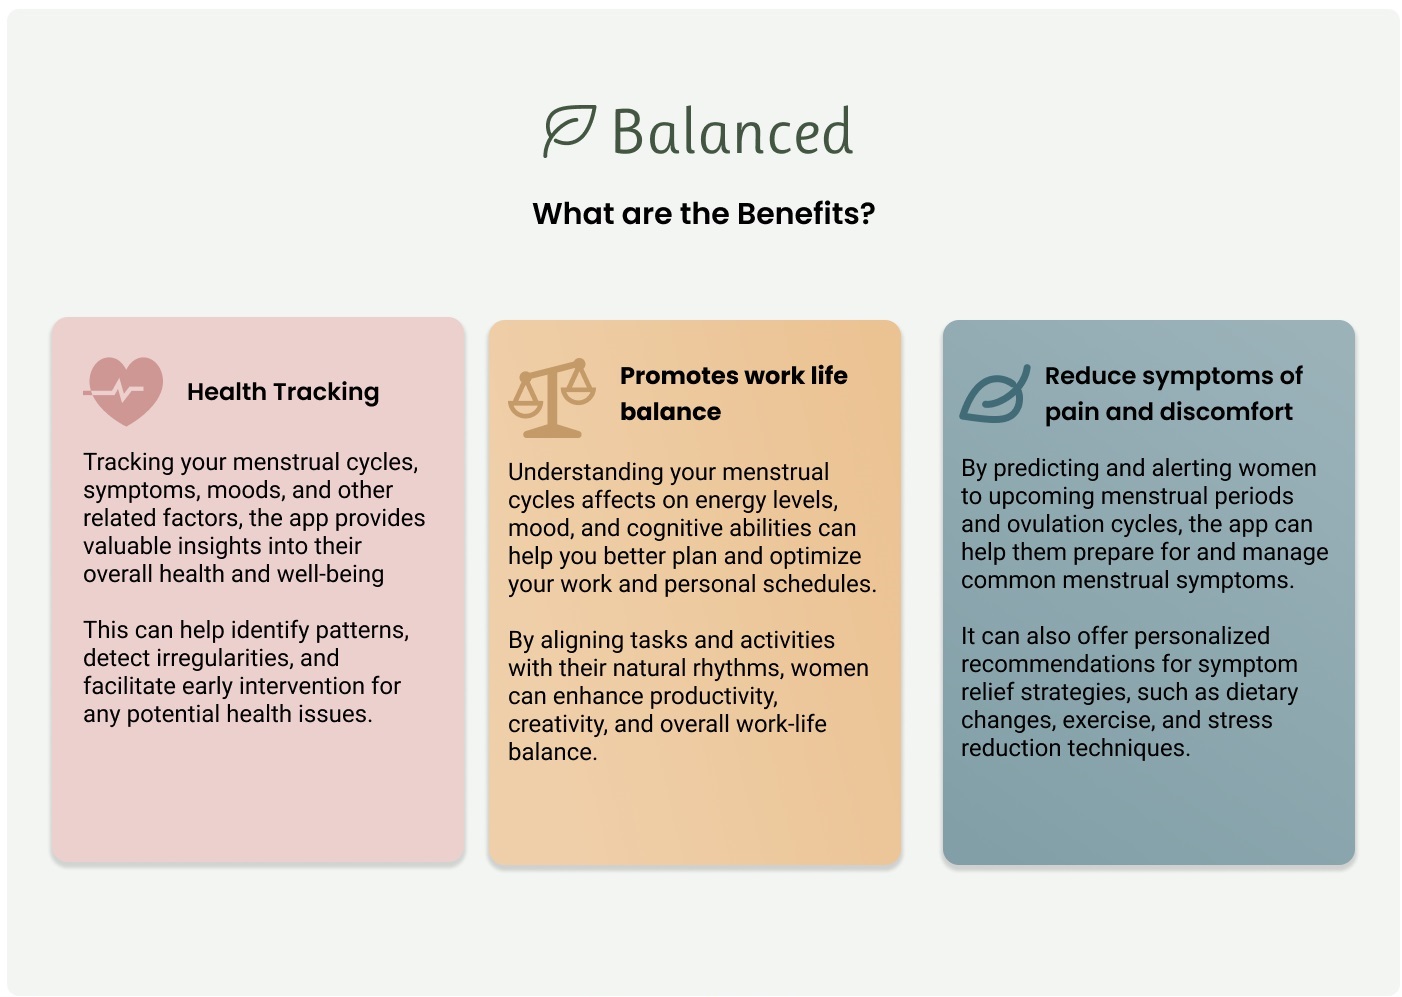 Balanced
What are the Benefits?
Health Tracking
Tracking your menstrual cycles,
symptoms, moods, and other
related factors, the app provides
valuable insights into their
overall health and well-being
This can help identify patterns,
detect irregularities, and
facilitate early intervention for
any potential health issues.
Promotes work life
balance
Understanding your menstrual
cycles affects on energy levels,
mood, and cognitive abilities can
help you better plan and optimize
your work and personal schedules.
By aligning tasks and activities
with their natural rhythms, women
can enhance productivity,
creativity, and overall work-life
balance.
Reduce symptoms of
pain and discomfort
By predicting and alerting women
to upcoming menstrual periods
and ovulation cycles, the app can
help them prepare for and manage
common menstrual symptoms.
It can also offer personalized
recommendations for symptom
relief strategies, such as dietary
changes, exercise, and stress
reduction techniques.